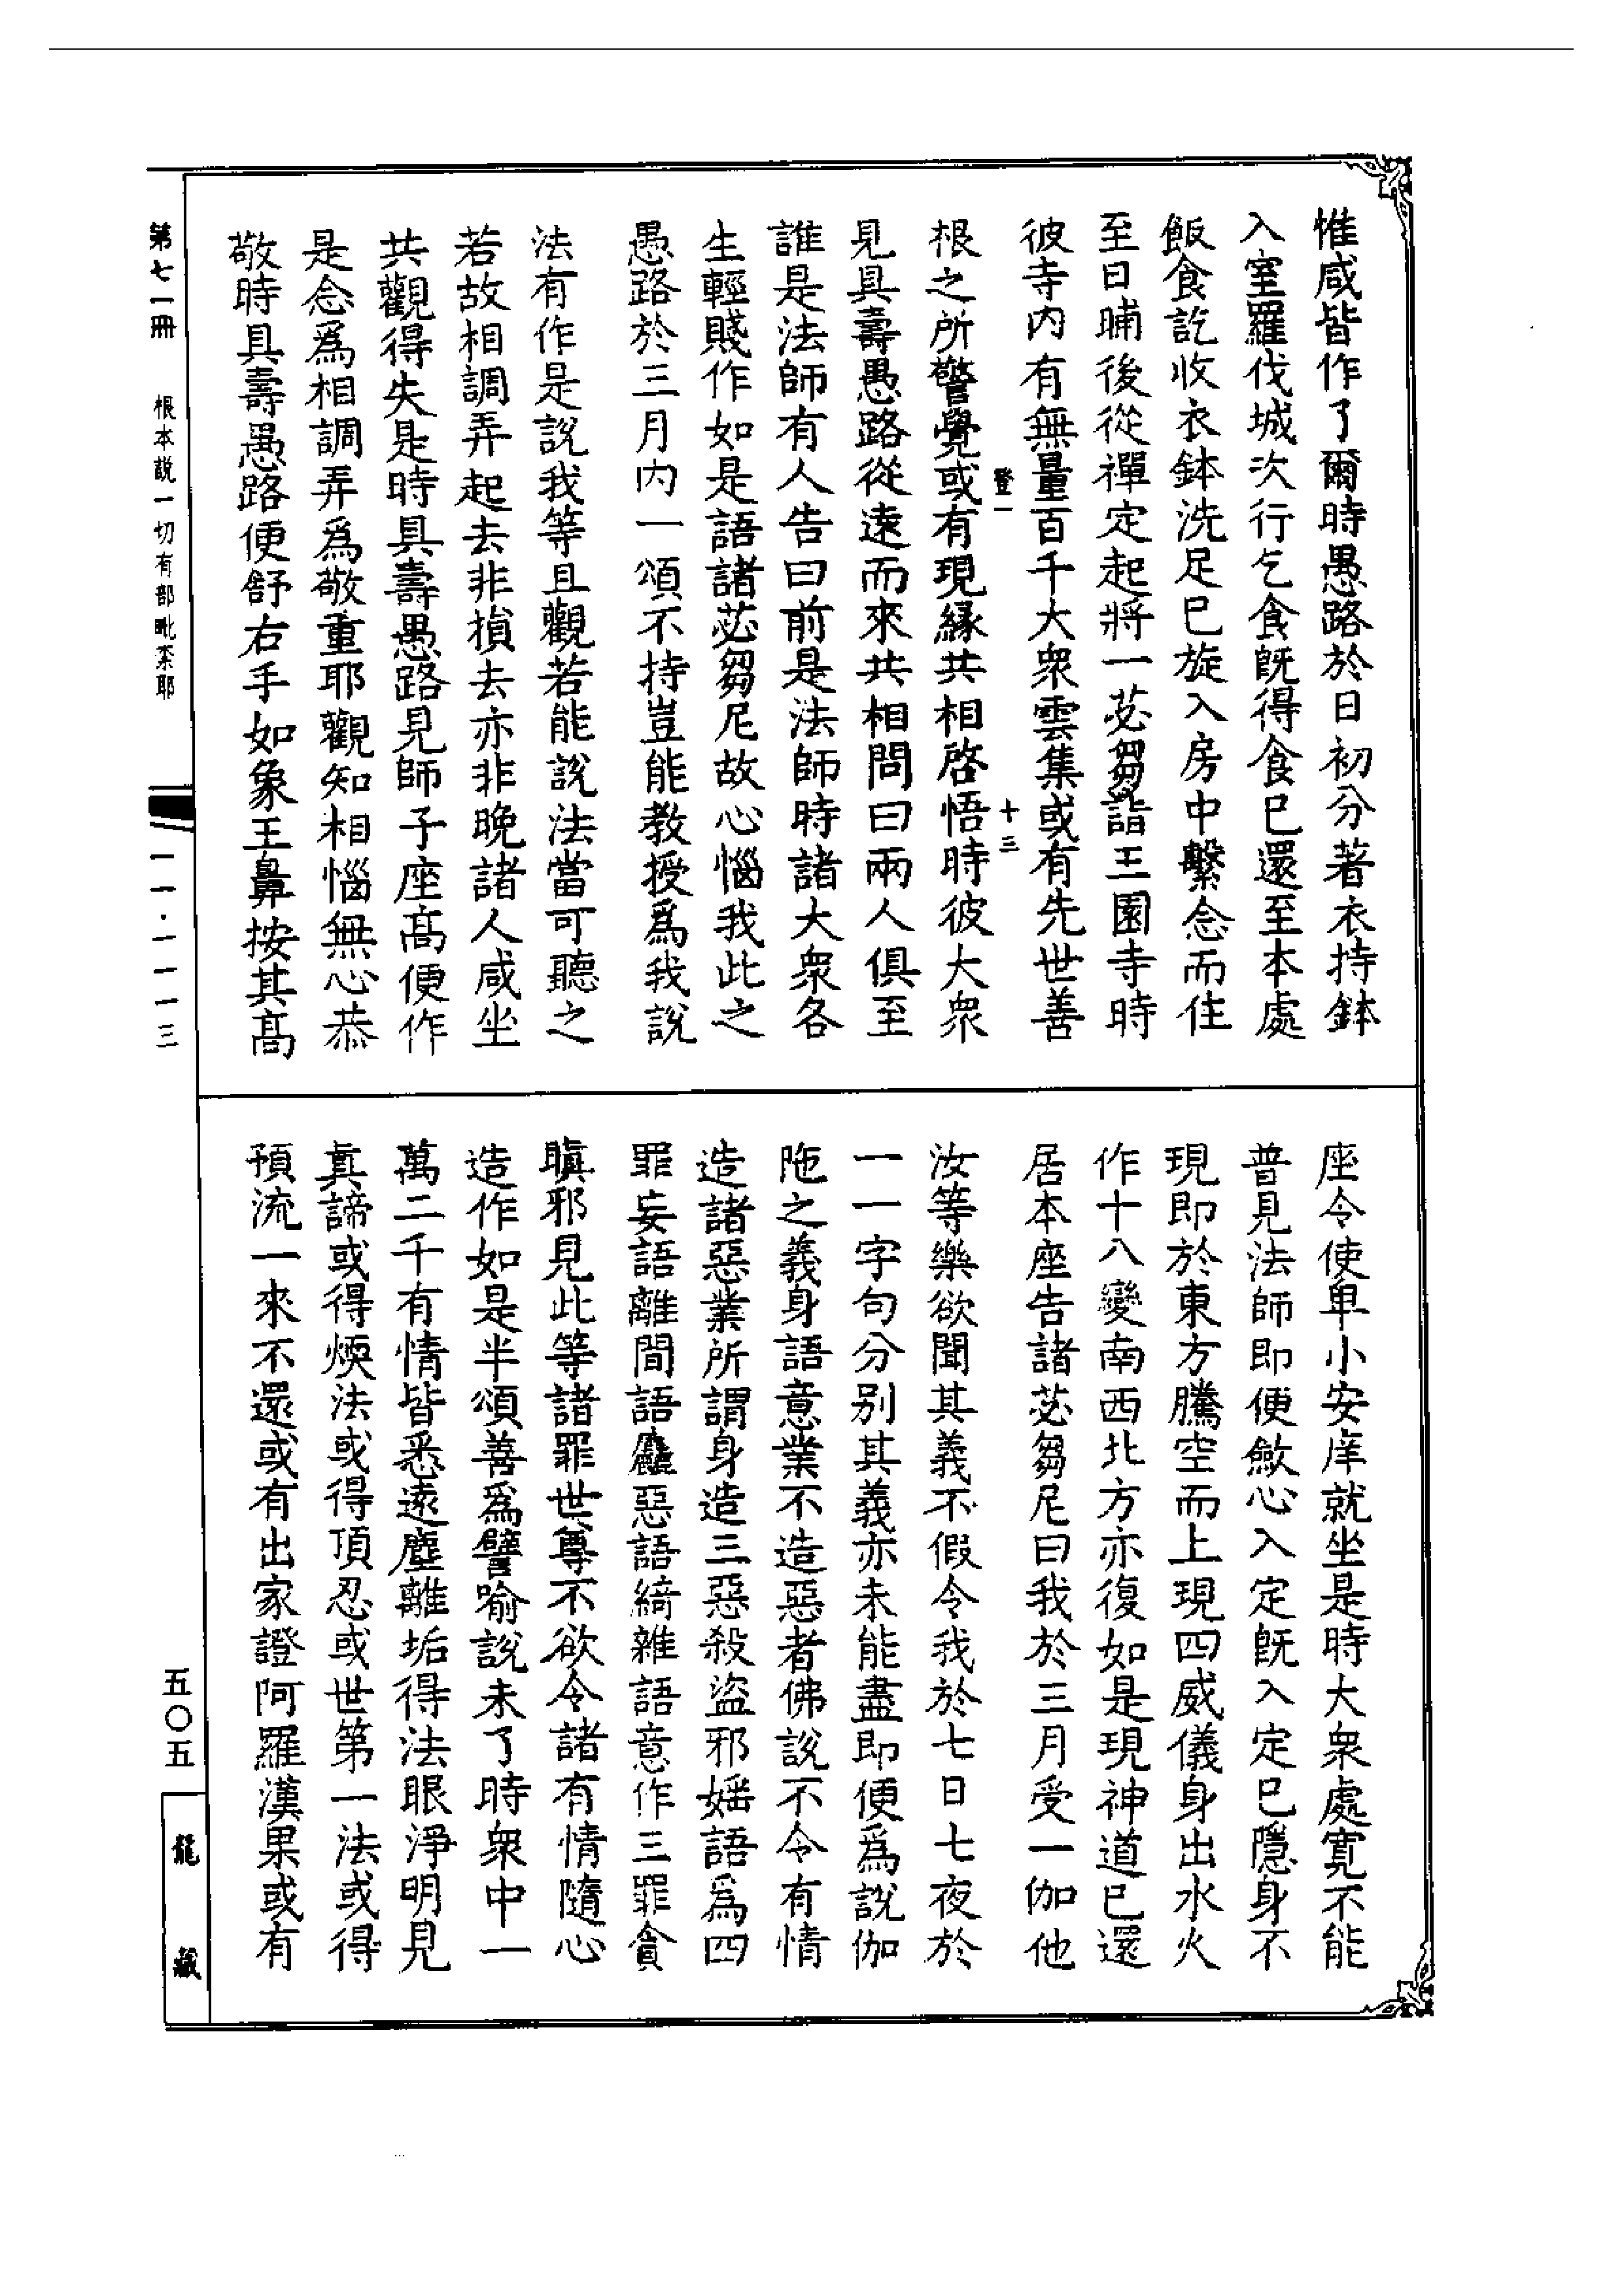 惟咸皆作了爾時愚路於日初分著衣持鉢
入室羅伐城次行乞食旣得食已還至本處
飯食訖收衣鉢洗足已旋入房中繫念而住
至日晡後從禪定起將一苾芻詣王園寺時
彼寺內有無量百千大衆雲集或有先世善
璧一 十三
根之所警覺或有現緣共相啓悟時彼大衆
見具壽愚路從遠而來共相問曰兩人俱至
誰是法師有人告曰前是法師時諸大衆各
生輕賤作如是語諸苾芻尼故心惱我此之
愚路於三月內一頌不持豈能教授爲我說
法有作是說我等且觀若能說法當可聽之
若故相調弄起去非損去亦非晚諸人咸坐
共觀得失是時具壽愚路見師子座高便作
是念爲相調弄爲敬重耶觀知相惱無心恭
敬時具壽愚路便舒右手如象王鼻按其高
座令使卑小安庠就坐是時大衆處寬不能
普見法師即便斂心入定旣入定已隱身不
現即於東方騰空而上現四威儀身出水火
作十八變南西北方亦復如是現神道已還
居本座告諸苾芻尼曰我於三月受一伽他
汝等樂欲聞其義不假令我於七日七夜於
一一字句分別其義亦未能盡即便爲說伽
陁之義身語意業不造惡者佛說不令有情
造諸惡業所謂身造三惡殺盜邪婬語爲四
罪妄語離間語麤惡語綺雜語意作三罪貪
瞋邪見此等諸罪世尊不欲令諸有情隨心
造作如是半頌善爲譬喻說未了時衆中一
萬二千有情皆悉遠塵離垢得法眼淨明見
真諦或得煗法或得頂忍或世第一法或得
預流一來不還或有出家證阿羅漢果或有
第七一冊 根本說一切有部毗奈耶 一一一·一一一三
五〇五
龍藏